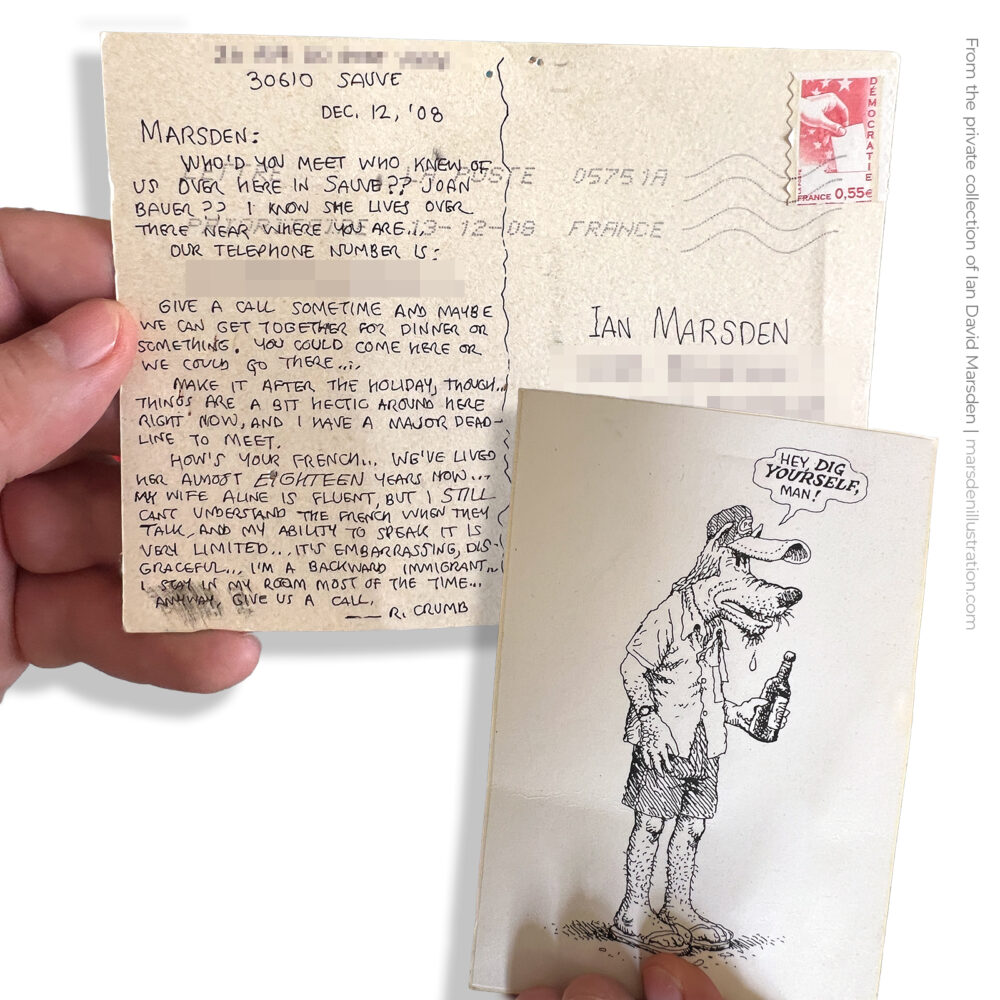 30610 SAUVE
DEC. 12, '08
MARSDEN:
WHO'D YOU MEET WHO KNEW OF
US OVER HERE IN SAUVE?? JOAN
BAUER?? I KNOW SHE LIVES OVER
THERE NEAR WHERE YOU ARE...
OUR TELEPHONE NUMBER IS:
GIVE A CALL SOMETIME AND MAYBE
WE CAN GET TOGETHER FOR DINNER OR
SOMETHING. YOU COULD COME HERE OR
WE COULD GO THERE....
MAKE IT AFTER THE HOLIDAY, THOUGH...
THINGS ARE A BIT HECTIC AROUND HERE
RIGHT NOW, AND I HAVE A MAJOR DEAD-
LINE TO MEET.
HOW'S YOUR FRENCH... WE'VE LIVED
HER ALMOST EIGHTEEN YEARS NOW...
MY WIFE ALINE IS FLUENT, BUT I STILL
CAN'T UNDERSTAND THE FRENCH WHEN THEY
TALK, AND MY ABILITY TO SPEAK IT IS
VERY LIMITED... IT'S EMBARRASSING, DIS-
GRACEFUL... I'M A BACKWARD IMMIGRANT...
I STAY IN MY ROOM MOST OF THE TIME...
ANYWAY, GIVE US A CALL,
— R. CRUMB
LA POSTE 05751A
13-12-08 FRANCE
DÉMOCRATIE
FRANCE 0,55€
IAN MARSDEN
HEY, DIG
YOURSELF,
MAN!
From the private collection of Ian David Marsden | marsdenillustration.com